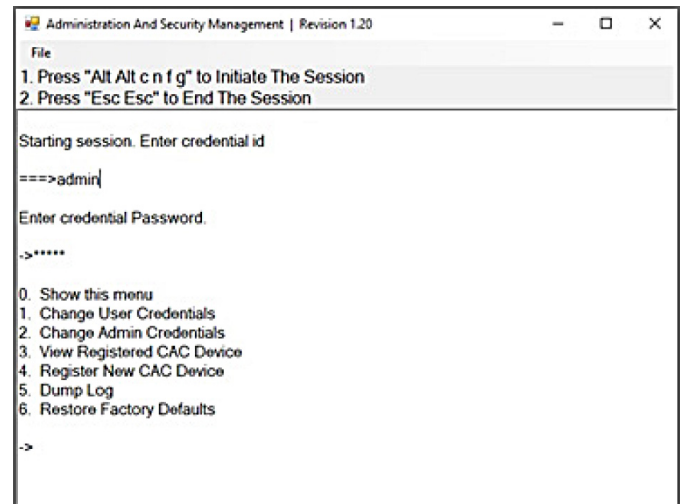 Administration And Security Management | Revision 1.20
File
1. Press "Alt Alt c n f g" to Initiate The Session
2. Press "Esc Esc" to End The Session
Starting session. Enter credential id
===>admin
Enter credential Password.
->*****
0. Show this menu
1. Change User Credentials
2. Change Admin Credentials
3. View Registered CAC Device
4. Register New CAC Device
5. Dump Log
6. Restore Factory Defaults
->